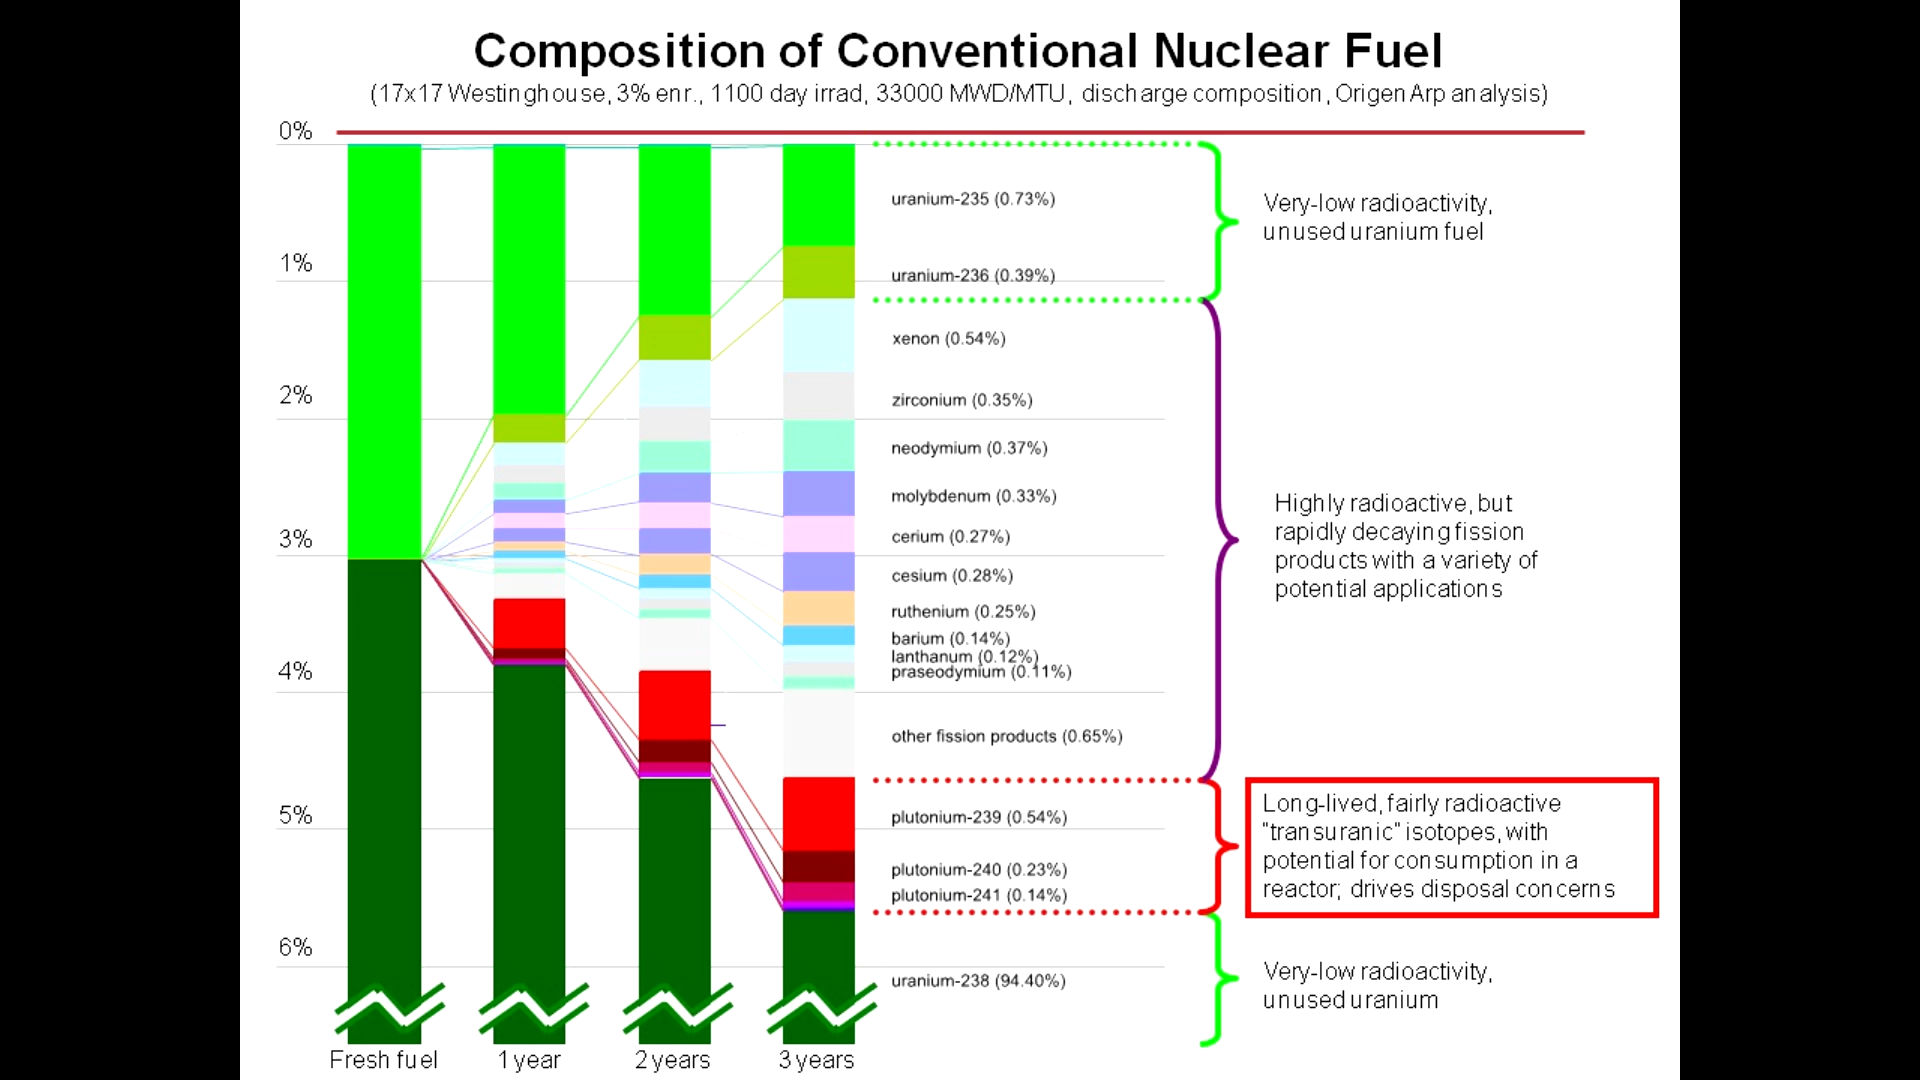 Composition of Conventional Nuclear Fuel
(17x17 Westinghouse, 3% enr., 1100 day irrad, 33000 MWD/MTU, discharge composition, Origen Arp analysis)
0%
1%
2%
3%
4%
5%
6%
uranium-235 (0.73%)
uranium-236 (0.39%)
xenon (0.54%)
zirconium (0.35%)
neodymium (0.37%)
molybdenum (0.33%)
cerium (0.27%)
cesium (0.28%)
ruthenium (0.25%)
barium (0.14%)
lanthanum (0.12%)
praseodymium (0.11%)
other fission products (0.65%)
plutonium-239 (0.54%)
plutonium-240 (0.23%)
plutonium-241 (0.14%)
uranium-238 (94.40%)
Very-low radioactivity,
unused uranium fuel
Highly radioactive, but
rapidly decaying fission
products with a variety of
potential applications
Long-lived, fairly radioactive
"transuranic" isotopes, with
potential for consumption in a
reactor; drives disposal concerns
Very-low radioactivity,
unused uranium
Fresh fuel
1 year
2 years
3 years